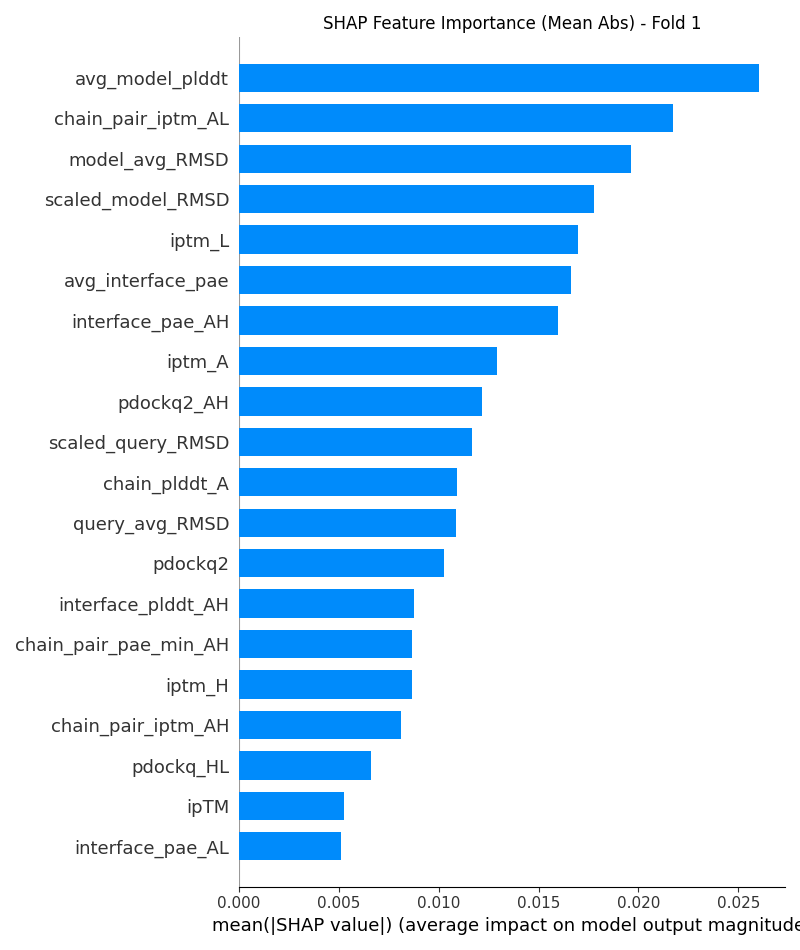 SHAP Feature Importance (Mean Abs) - Fold 1
avg_model_plddt
chain_pair_iptm_AL
model_avg_RMSD
scaled_model_RMSD
iptm_L
avg_interface_pae
interface_pae_AH
iptm_A
pdockq2_AH
scaled_query_RMSD
chain_plddt_A
query_avg_RMSD
pdockq2
interface_plddt_AH
chain_pair_pae_min_AH
iptm_H
chain_pair_iptm_AH
pdockq_HL
ipTM
interface_pae_AL
0.000 0.005 0.010 0.015 0.020 0.025
mean(|SHAP value|) (average impact on model output magnitude